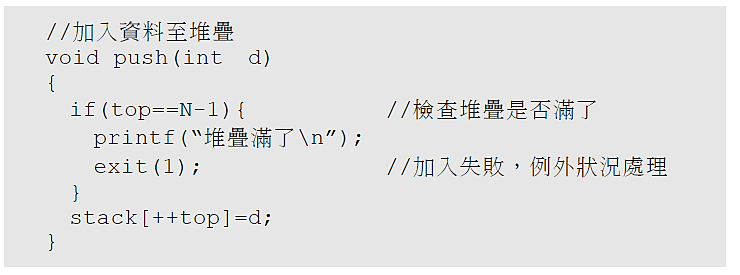 //加入資料至堆疊
void push(int  d)
{
  if(top==N-1){          //檢查堆疊是否滿了
    printf(“堆疊滿了\n”);
    exit(1);             //加入失敗，例外狀況處理
  }
  stack[++top]=d;
}